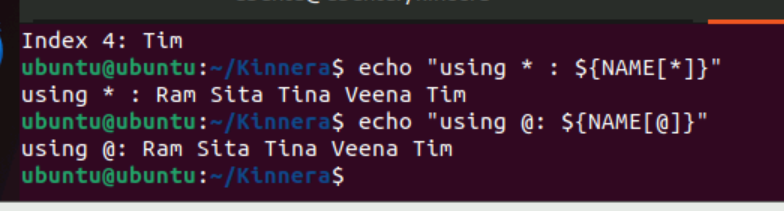 Index 4: Tim
ubuntu@ubuntu:~/Kinnera$ echo "using * : ${NAME[*]}"
using * : Ram Sita Tina Veena Tim
ubuntu@ubuntu:~/Kinnera$ echo "using @: ${NAME[@]}"
using @: Ram Sita Tina Veena Tim
ubuntu@ubuntu:~/Kinnera$